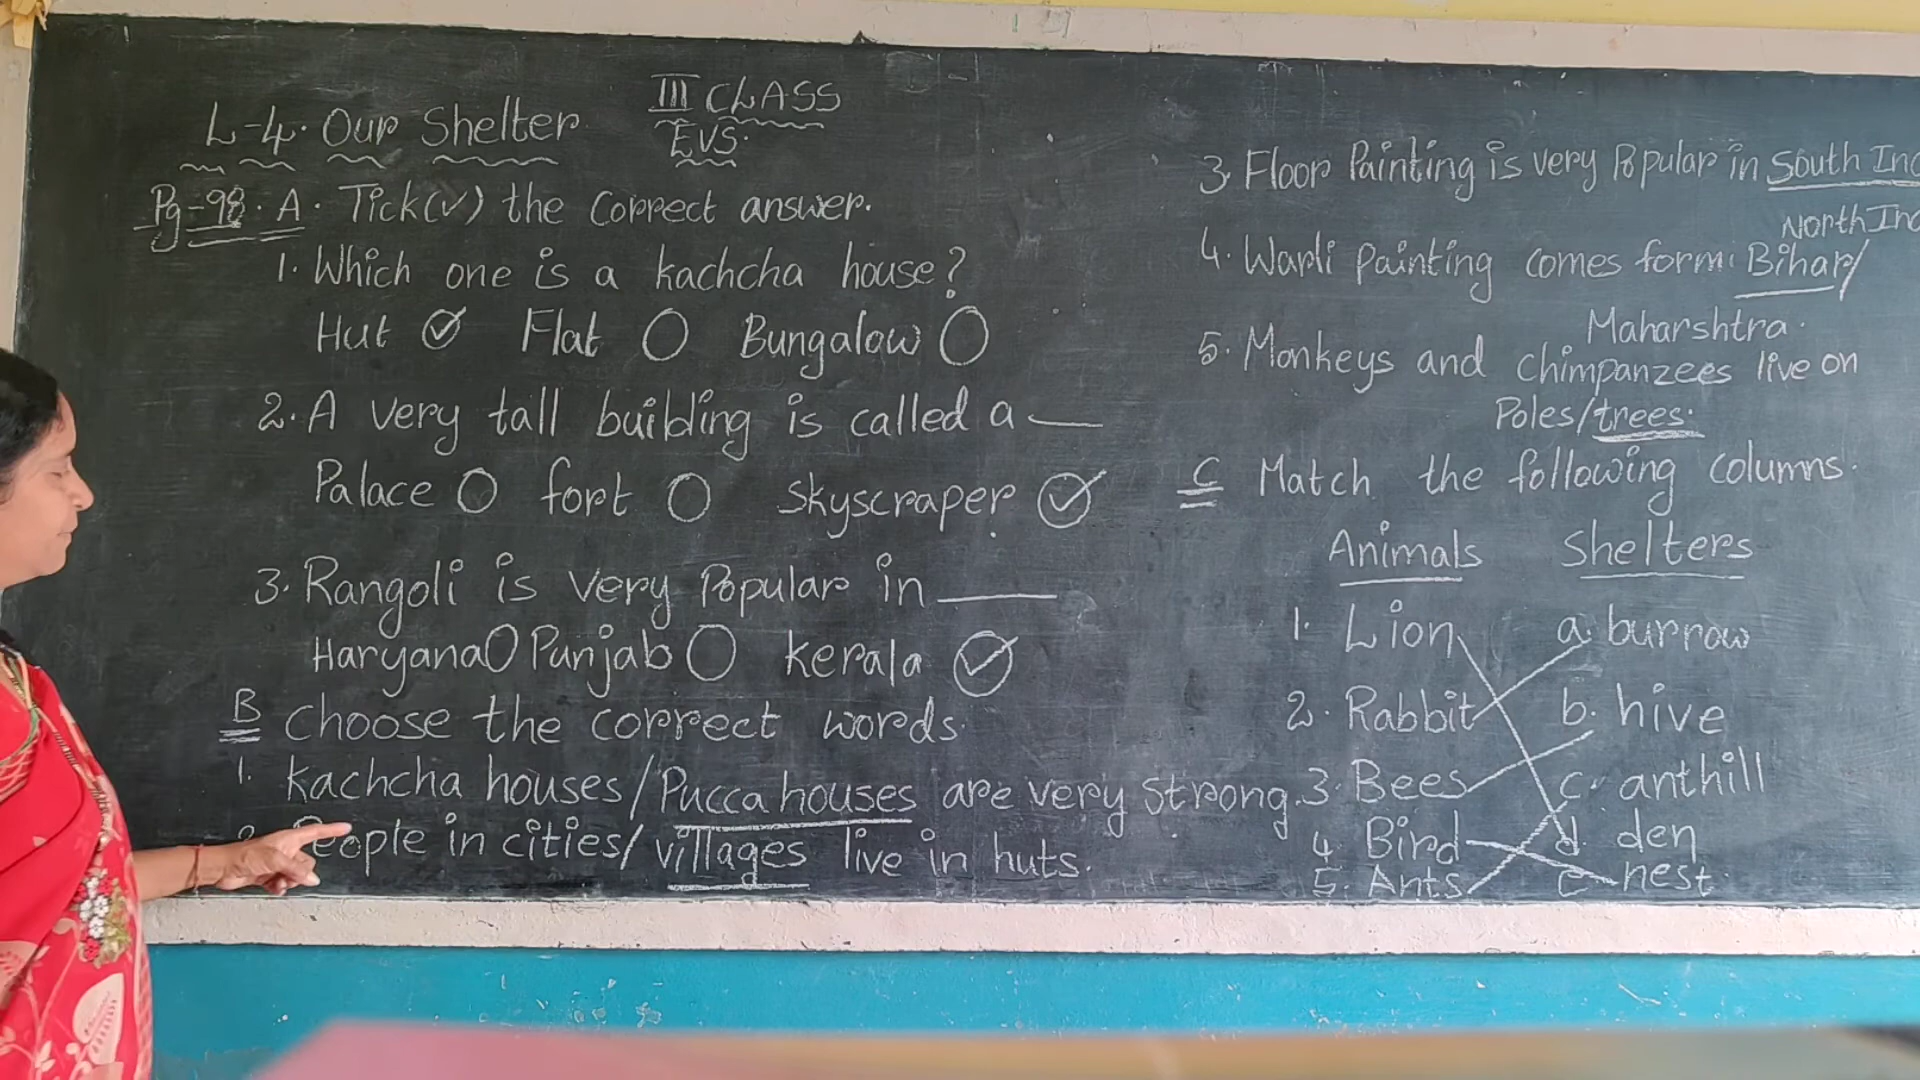 III CLASS
L-4. Our Shelter
EVS.
Pg-98. A. Tick(✓) the correct answer.
1. Which one is a kachcha house?
Hut Flat Bungalow
2. A very tall building is called a ___
Palace fort Skyscraper
3. Rangoli is very Popular in ___
Haryana Punjab Kerala
B Choose the correct words.
1. Kachcha houses/Pucca houses are very strong.
People in cities/villages live in huts.
3. Floor Painting is very Popular in South Ind
North Ind
4. Warli Painting comes form: Bihar/
Maharshtra.
5. Monkeys and Chimpanzees live on
Poles/trees.
C Match the following columns.
Animals Shelters
1. Lion a. burrow
2. Rabbit b. hive
3. Bees c. anthill
4. Bird d. den
5. Ants e nest.